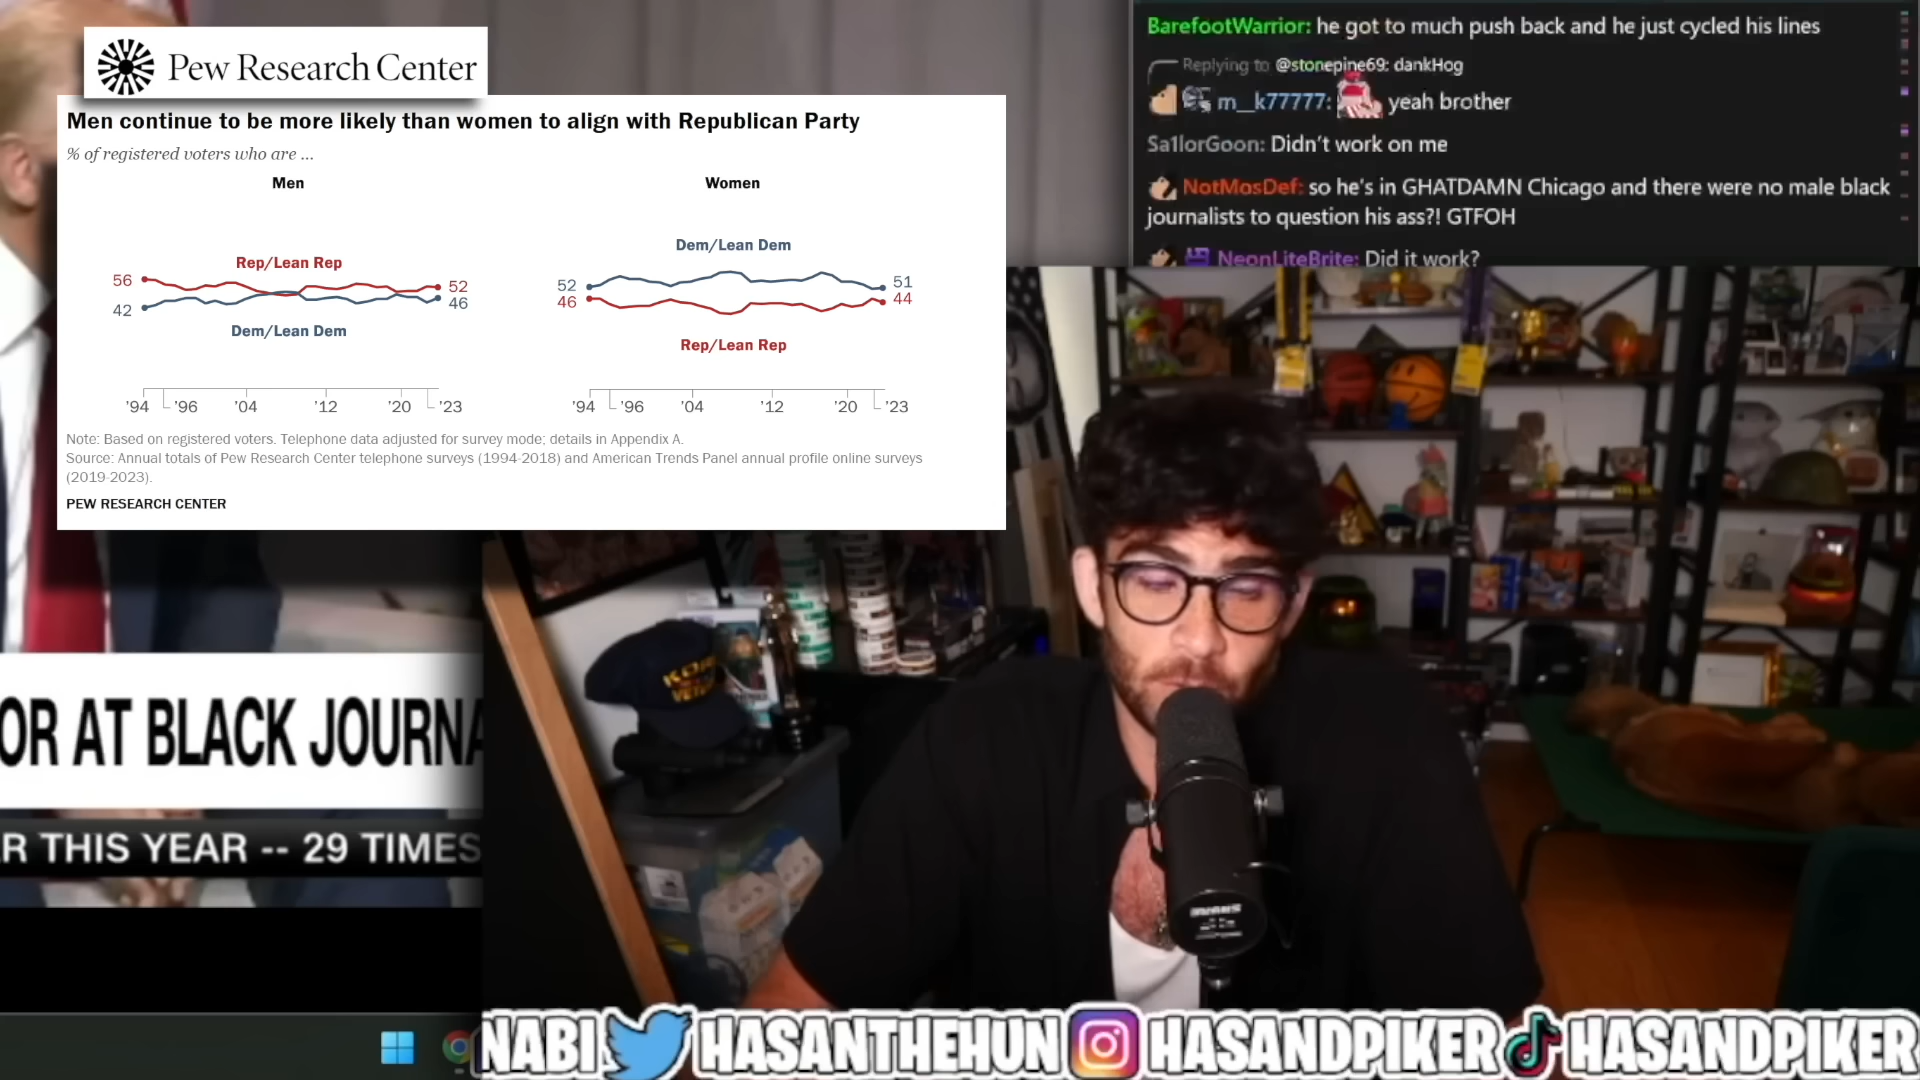 Pew Research Center
Men continue to be more likely than women to align with Republican Party
% of registered voters who are ...
Men
Women
Rep/Lean Rep
56
42
52
46
Dem/Lean Dem
'94 '96 '04 '12 '20 '23
Dem/Lean Dem
52
46
51
44
Rep/Lean Rep
'94 '96 '04 '12 '20 '23
Note: Based on registered voters. Telephone data adjusted for survey mode; details in Appendix A.
Source: Annual totals of Pew Research Center telephone surveys (1994-2018) and American Trends Panel annual profile online surveys
(2019-2023).
PEW RESEARCH CENTER
BarefootWarrior: he got to much push back and he just cycled his lines
Replying to @stonepine69: dankHog
m__k77777: yeah brother
Sa1lorGoon: Didn't work on me
NotMosDef: so he's in GHATDAMN Chicago and there were no male black
journalists to question his ass?! GTFOH
NeonLiteBrite: Did it work?
OR AT BLACK JOURNA
R THIS YEAR -- 29 TIMES
NABI HASANTHEHUN HASANDPIKER HASANDPIKER